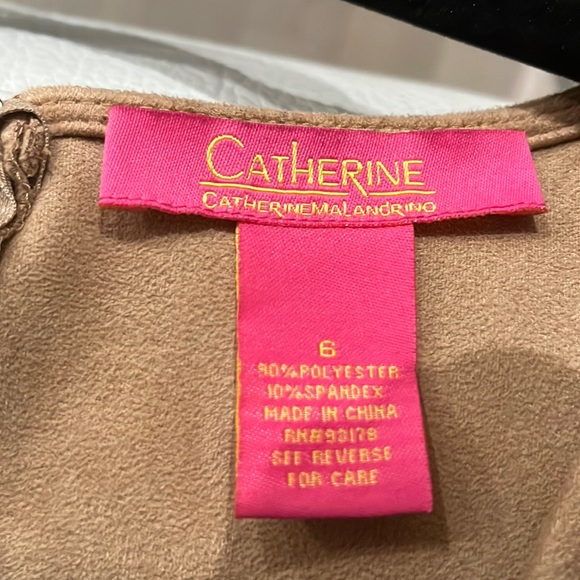 CATHERINE
CATHERINEMALANDRINO
6
90%POLYESTER
10%SPANDEX
MADE IN CHINA
RN#93178
SEE REVERSE
FOR CARE